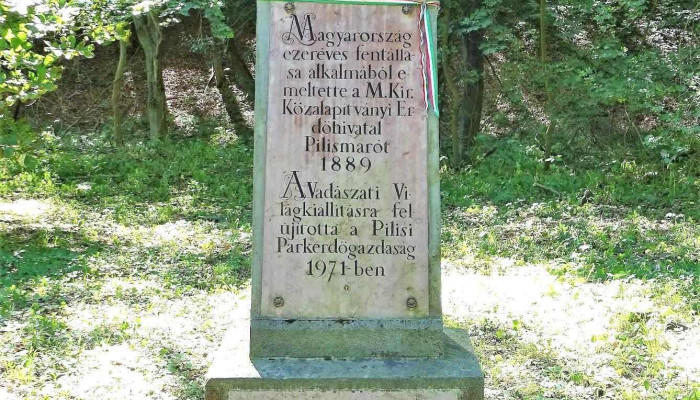 Magyarország
ezeréves fentállá-
sa alkalmából e-
meltette a M.Kir.
Közalapítványi Er
dőhivatal
Pilismarót
1889
A Vadászati Vi
lágkiállításra fel
újította a Pilisi
Parkerdőgazdaság
1971-ben